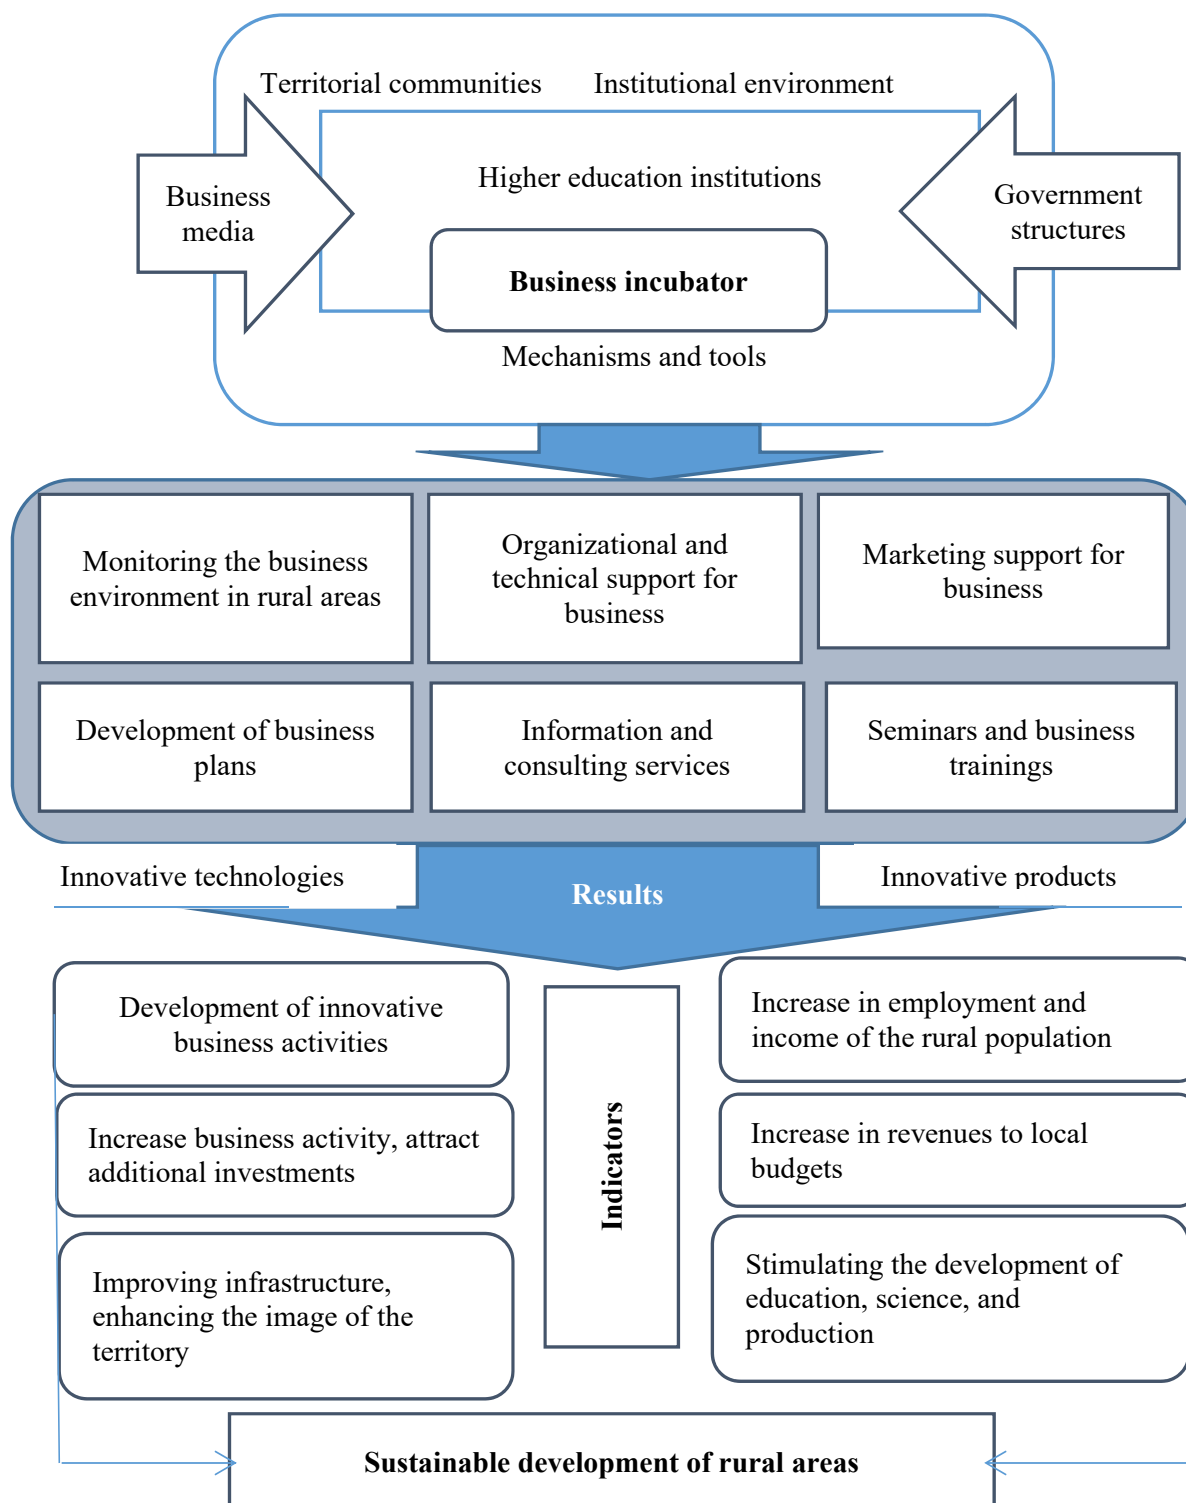 Territorial communities
Institutional environment
Business
media
Higher education institutions
Government
structures
Business incubator
Mechanisms and tools
Monitoring the business
environment in rural areas
Organizational and
technical support for
business
Marketing support for
business
Development of business
plans
Information and
consulting services
Seminars and business
trainings
Innovative technologies
Results
Innovative products
Development of innovative
business activities
Increase business activity, attract
additional investments
Improving infrastructure,
enhancing the image of the
territory
Indicators
Increase in employment and
income of the rural population
Increase in revenues to local
budgets
Stimulating the development of
education, science, and
production
Sustainable development of rural areas